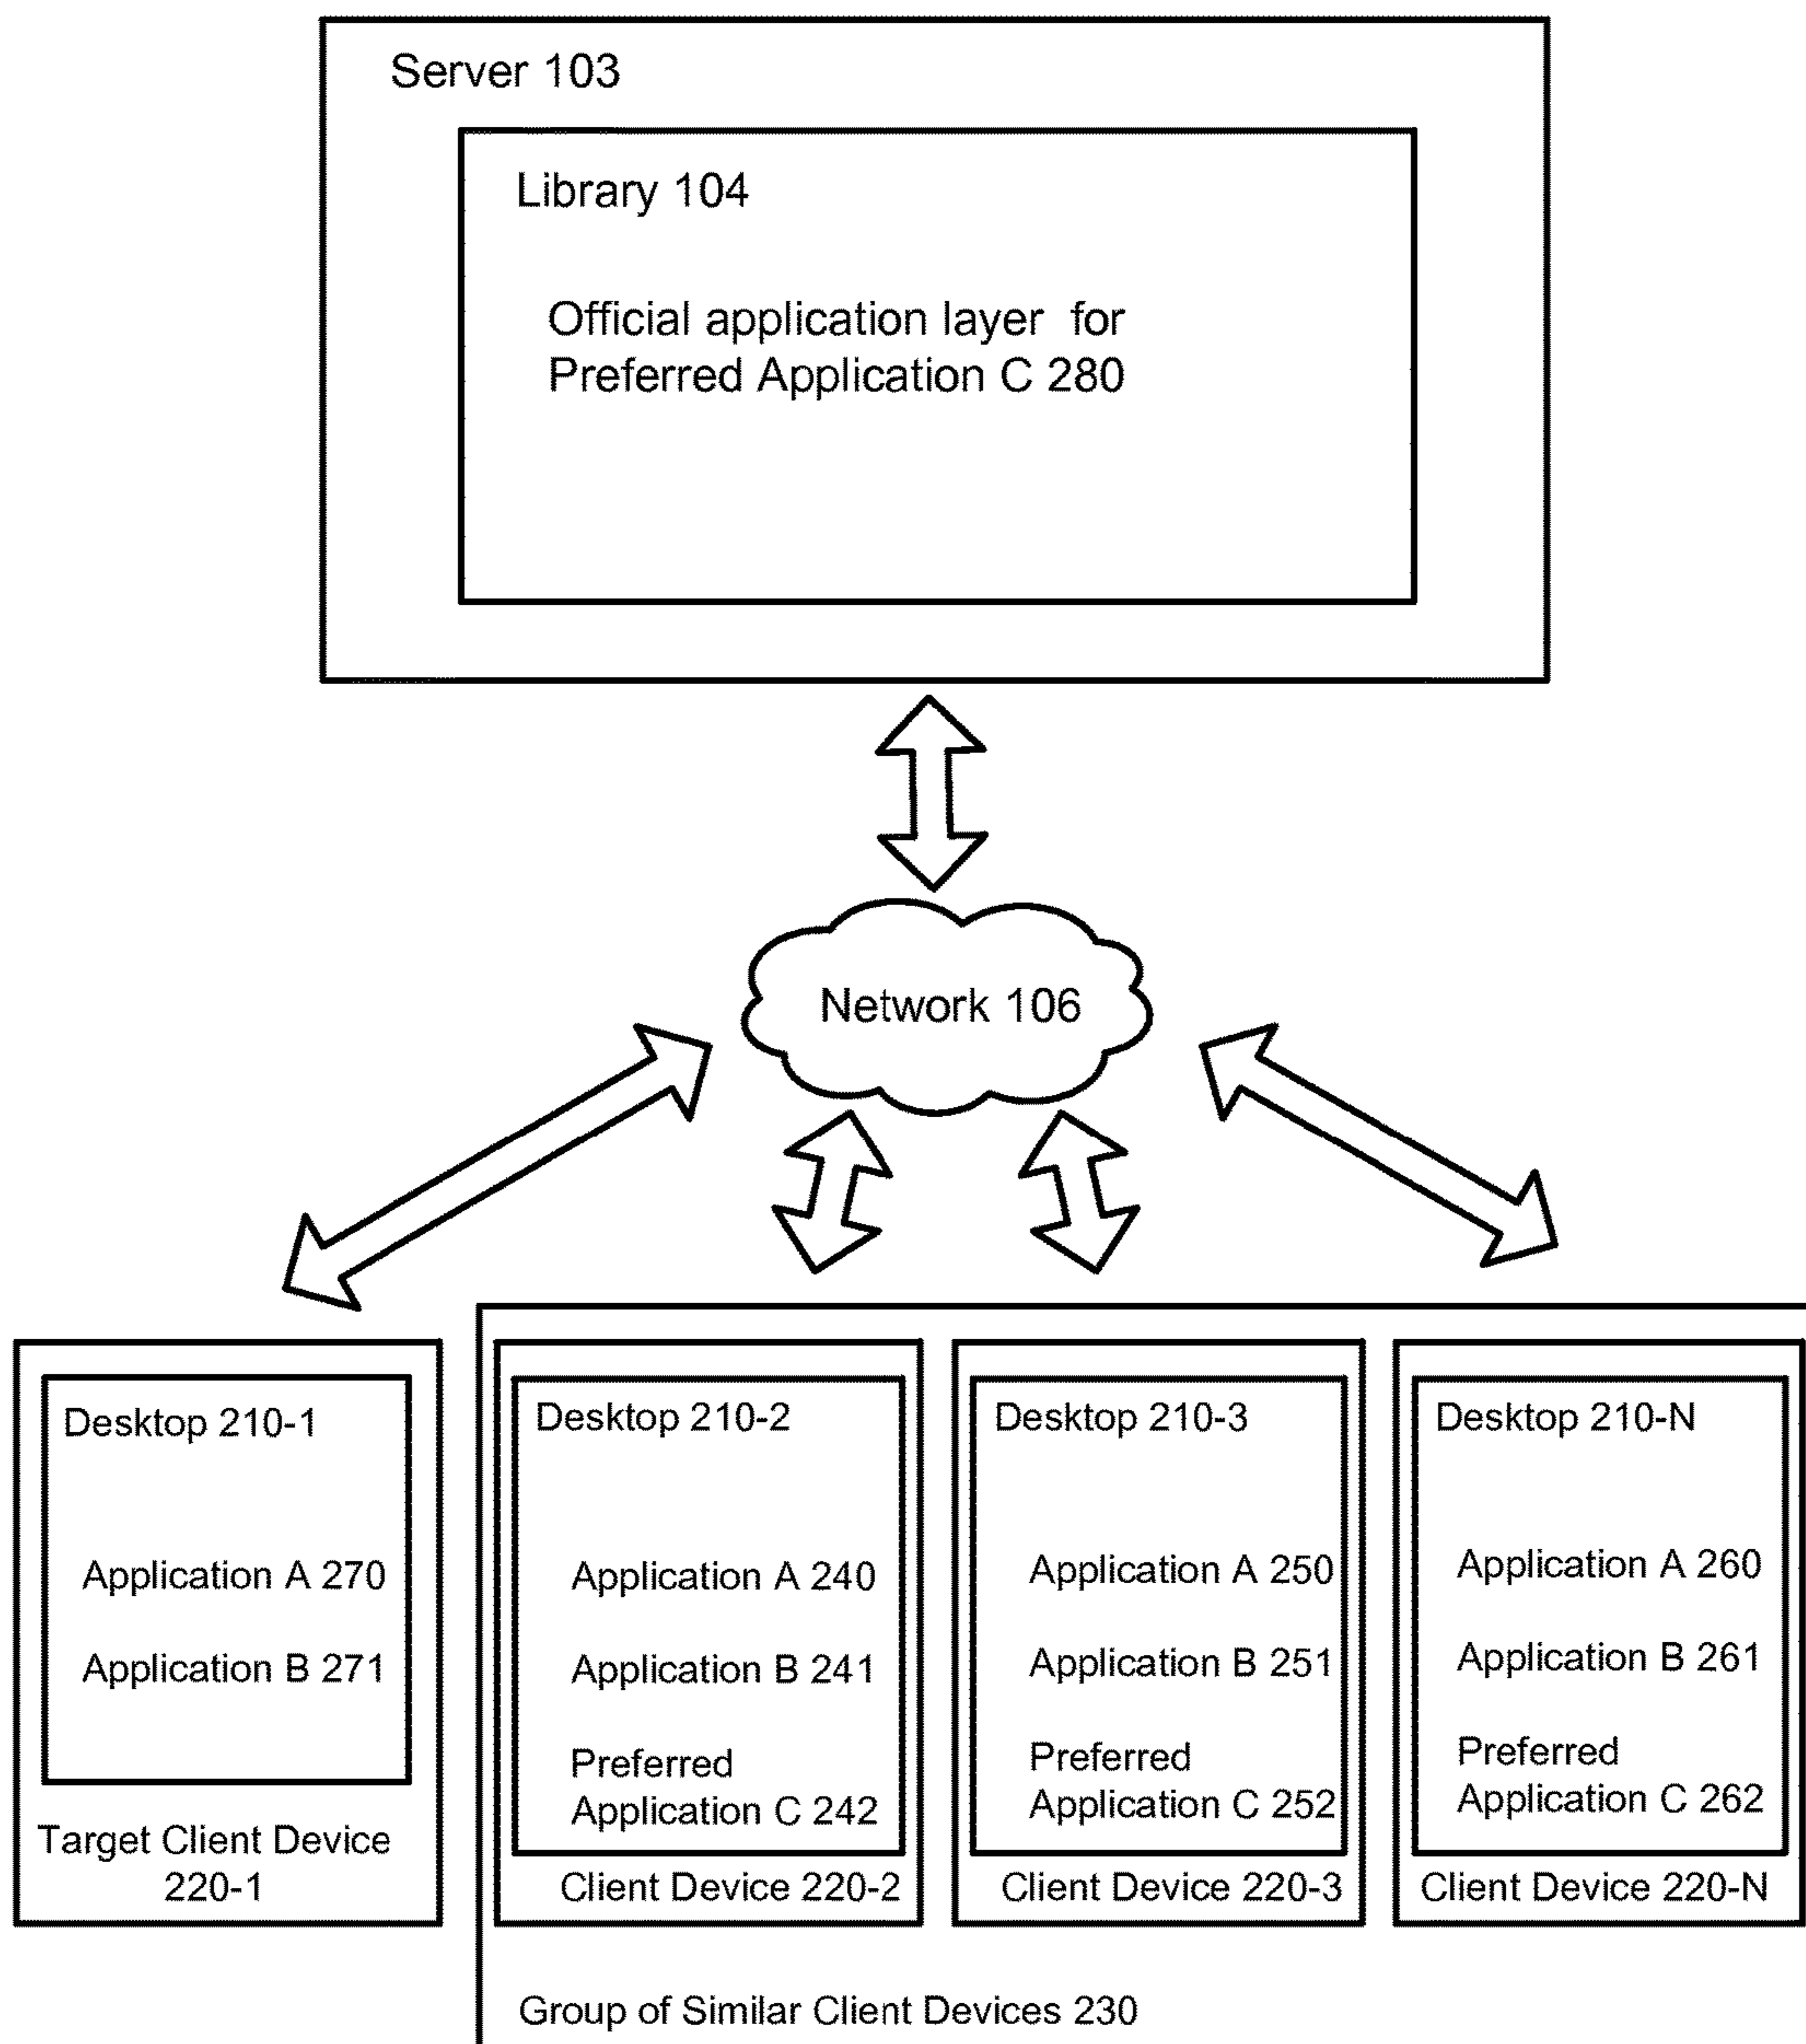 Server 103
Library 104
Official application layer for
Preferred Application C 280
Network 106
Desktop 210-1
Application A 270
Application B 271
Target Client Device
220-1
Desktop 210-2
Application A 240
Application B 241
Preferred
Application C 242
Client Device 220-2
Desktop 210-3
Application A 250
Application B 251
Preferred
Application C 252
Client Device 220-3
Desktop 210-N
Application A 260
Application B 261
Preferred
Application C 262
Client Device 220-N
Group of Similar Client Devices 230